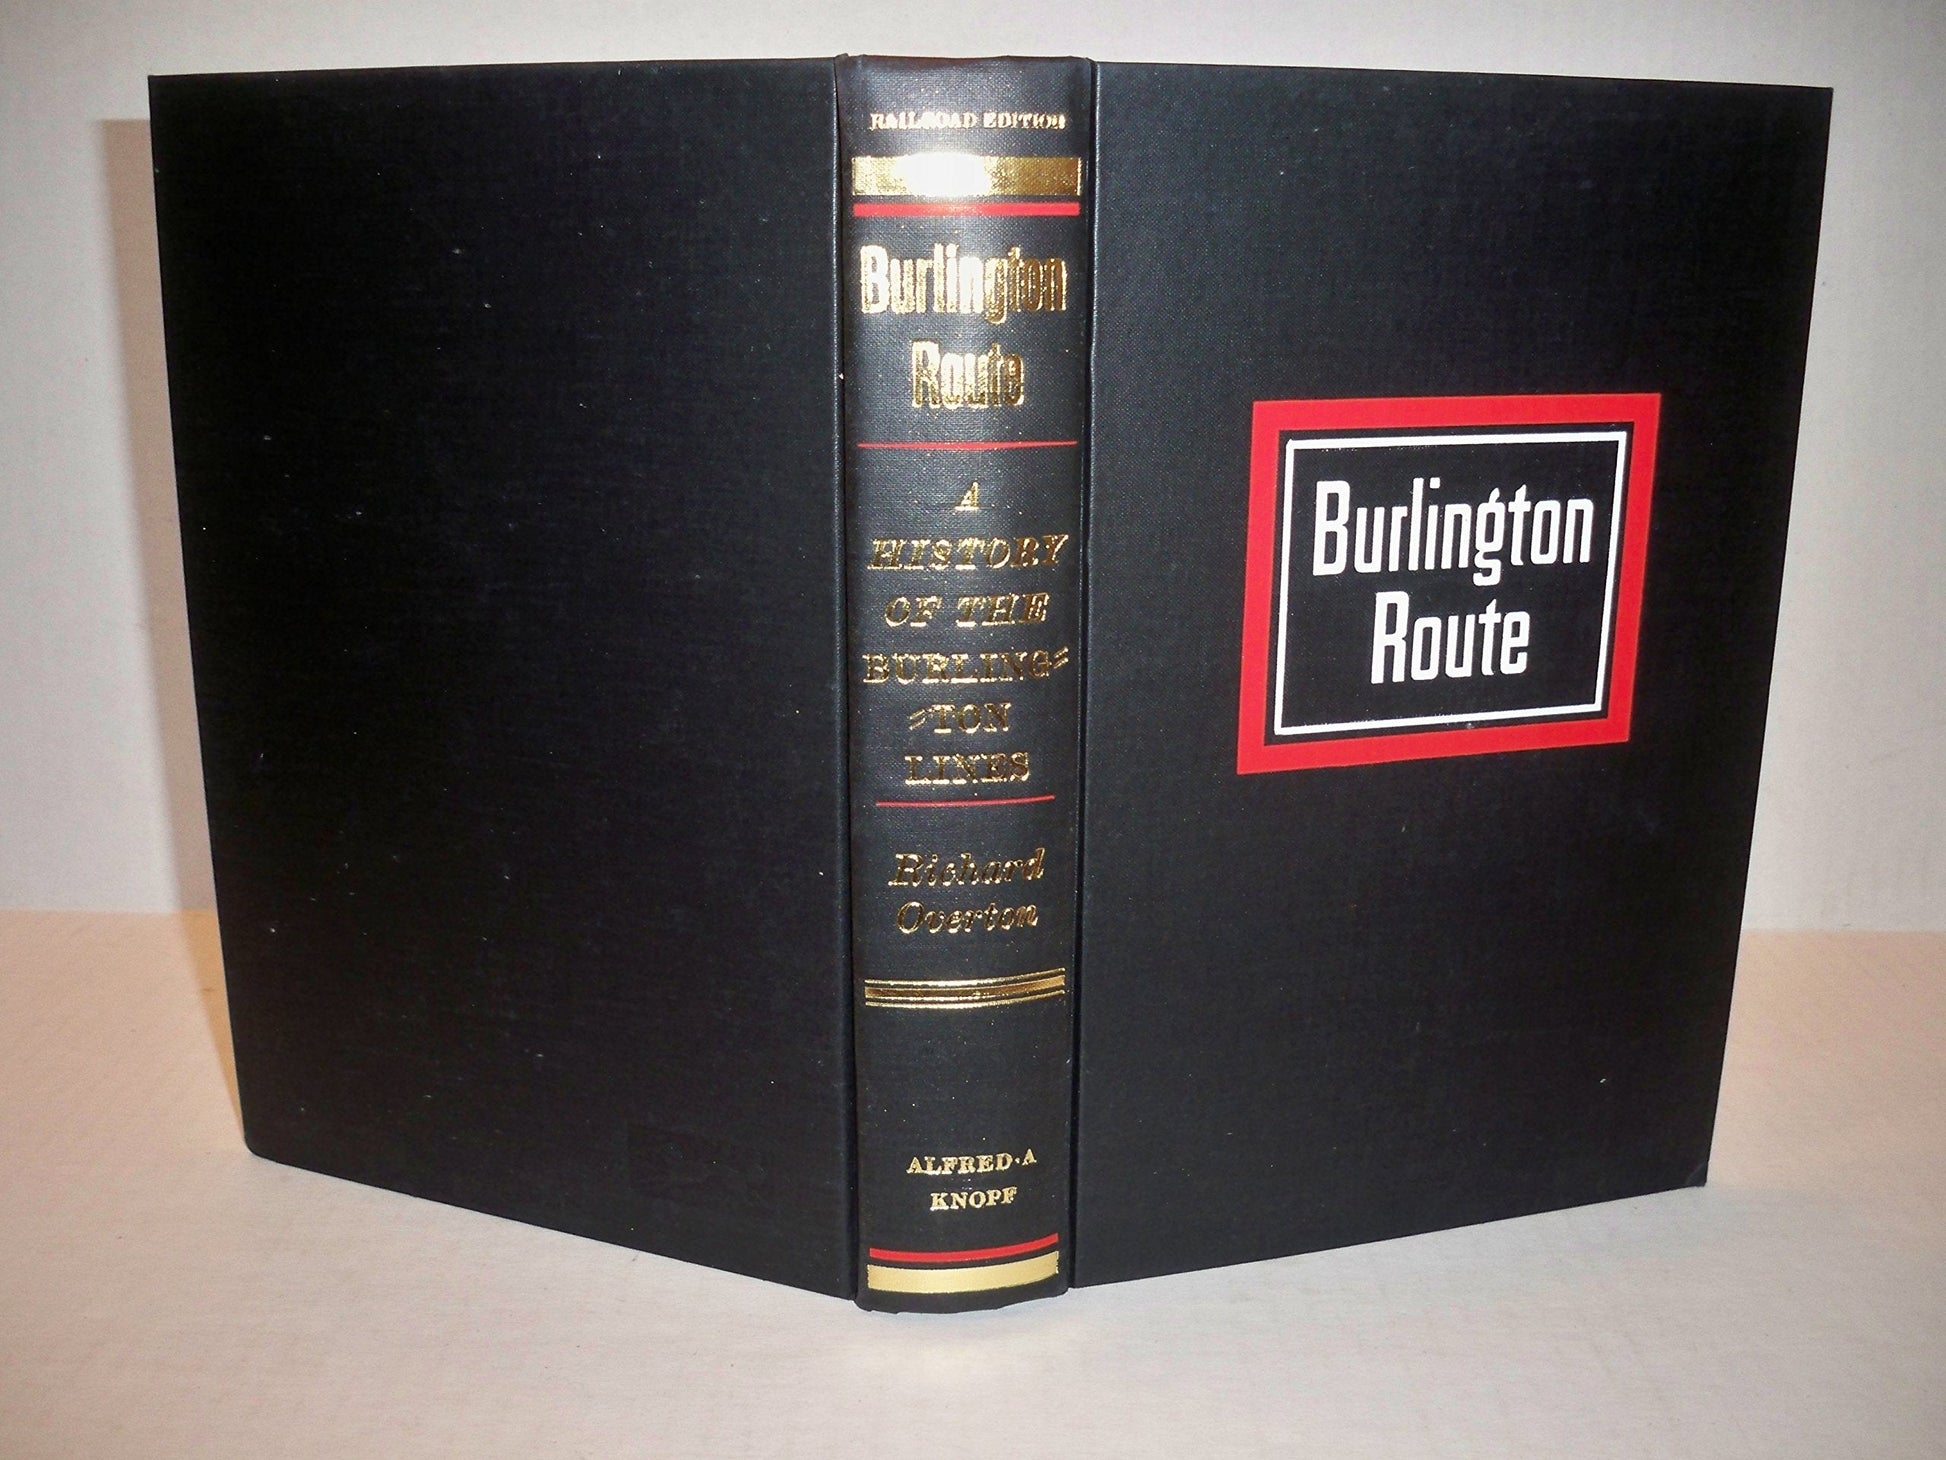 RAILROAD EDITION
Burlington
Route
A
HISTORY
OF THE
BURLING=
=TON
LINES
Richard
Overton
ALFRED·A
KNOPF
Burlington
Route